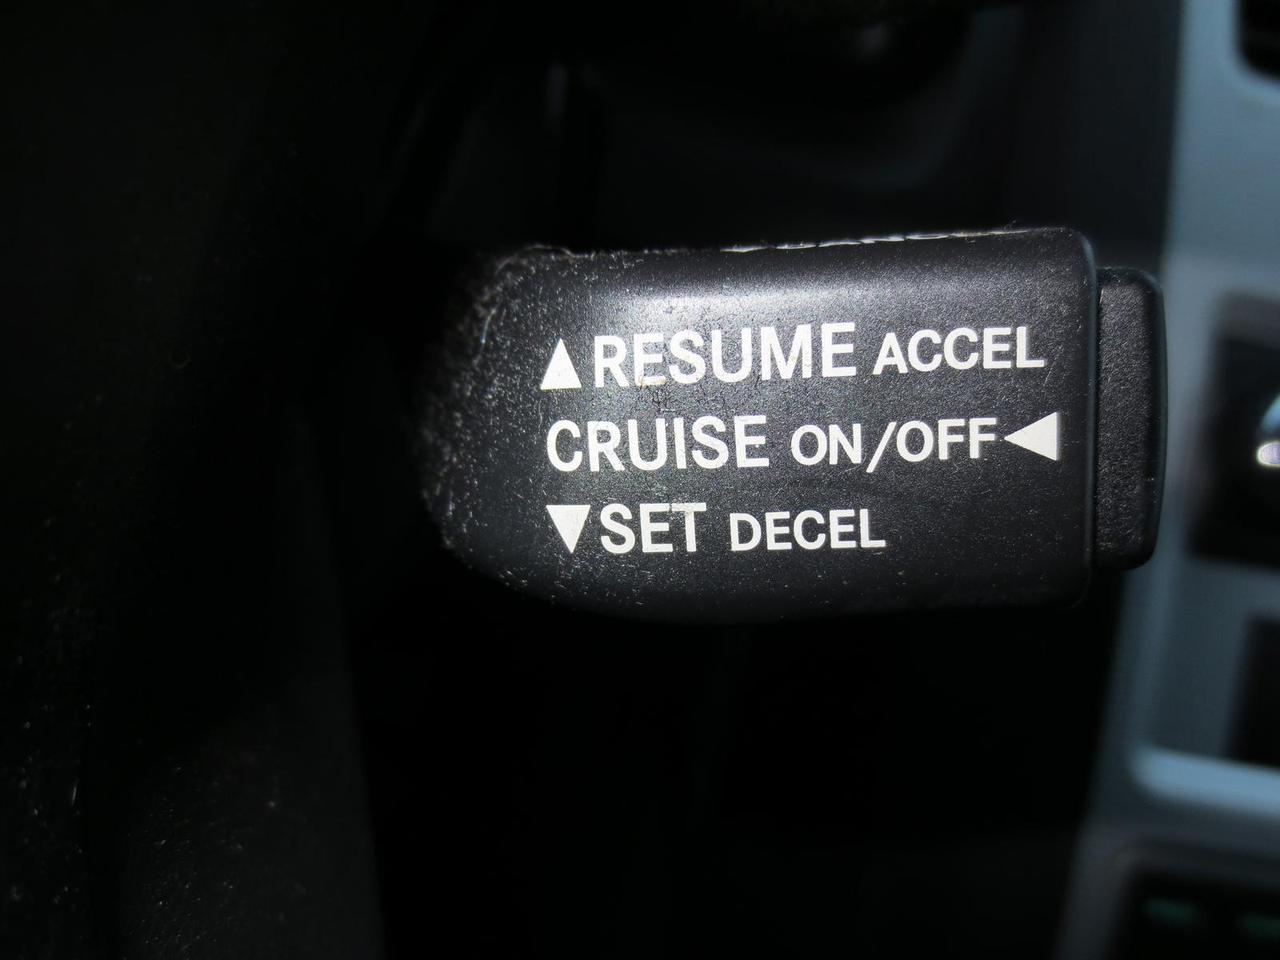 ▲RESUME ACCEL
CRUISE ON/OFF◀
▼SET DECEL